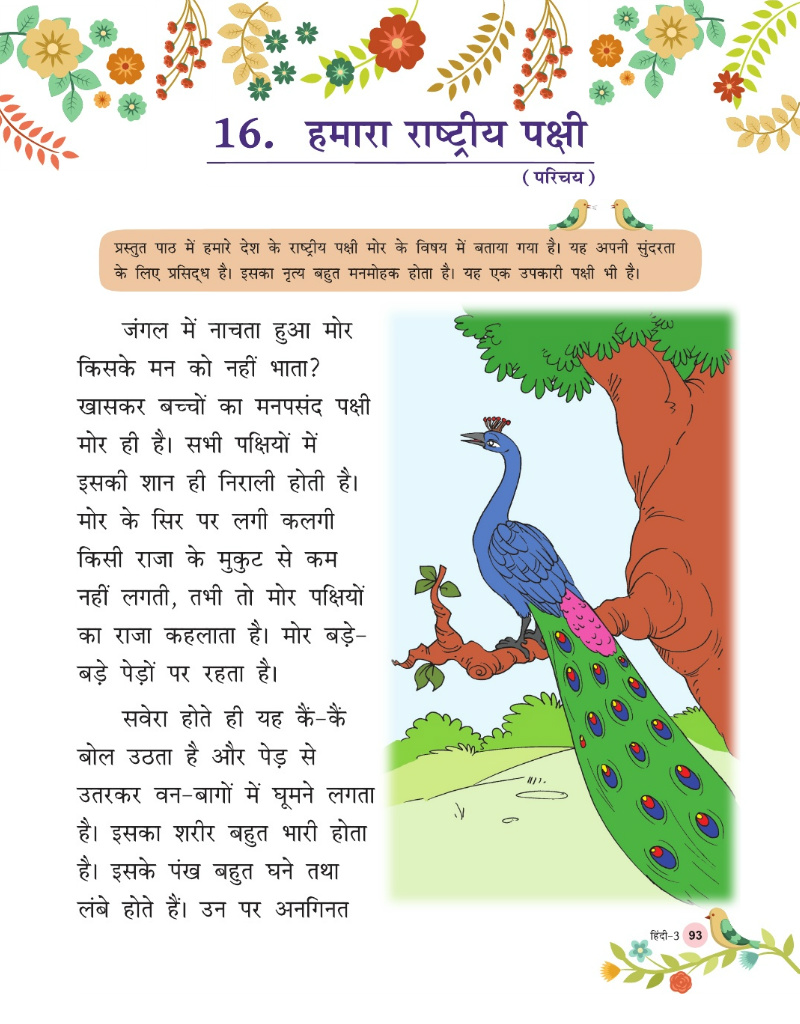 16. हमारा राष्ट्रीय पक्षी
(परिचय)
प्रस्तुत पाठ में हमारे देश के राष्ट्रीय पक्षी मोर के विषय में बताया गया है। यह अपनी सुंदरता
के लिए प्रसिद्ध है। इसका नृत्य बहुत मनमोहक होता है। यह एक उपकारी पक्षी भी है।
जंगल में नाचता हुआ मोर
किसके मन को नहीं भाता?
खासकर बच्चों का मनपसंद पक्षी
मोर ही है। सभी पक्षियों में
इसकी शान ही निराली होती है।
मोर के सिर पर लगी कलगी
किसी राजा के मुकुट से कम
नहीं लगती, तभी तो मोर पक्षियों
का राजा कहलाता है। मोर बड़े-
बड़े पेड़ों पर रहता है।
सवेरा होते ही यह कैं-कैं
बोल उठता है और पेड़ से
उतरकर वन-बागों में घूमने लगता
है। इसका शरीर बहुत भारी होता
है। इसके पंख बहुत घने तथा
लंबे होते हैं। उन पर अनगिनत
हिंदी-3 93